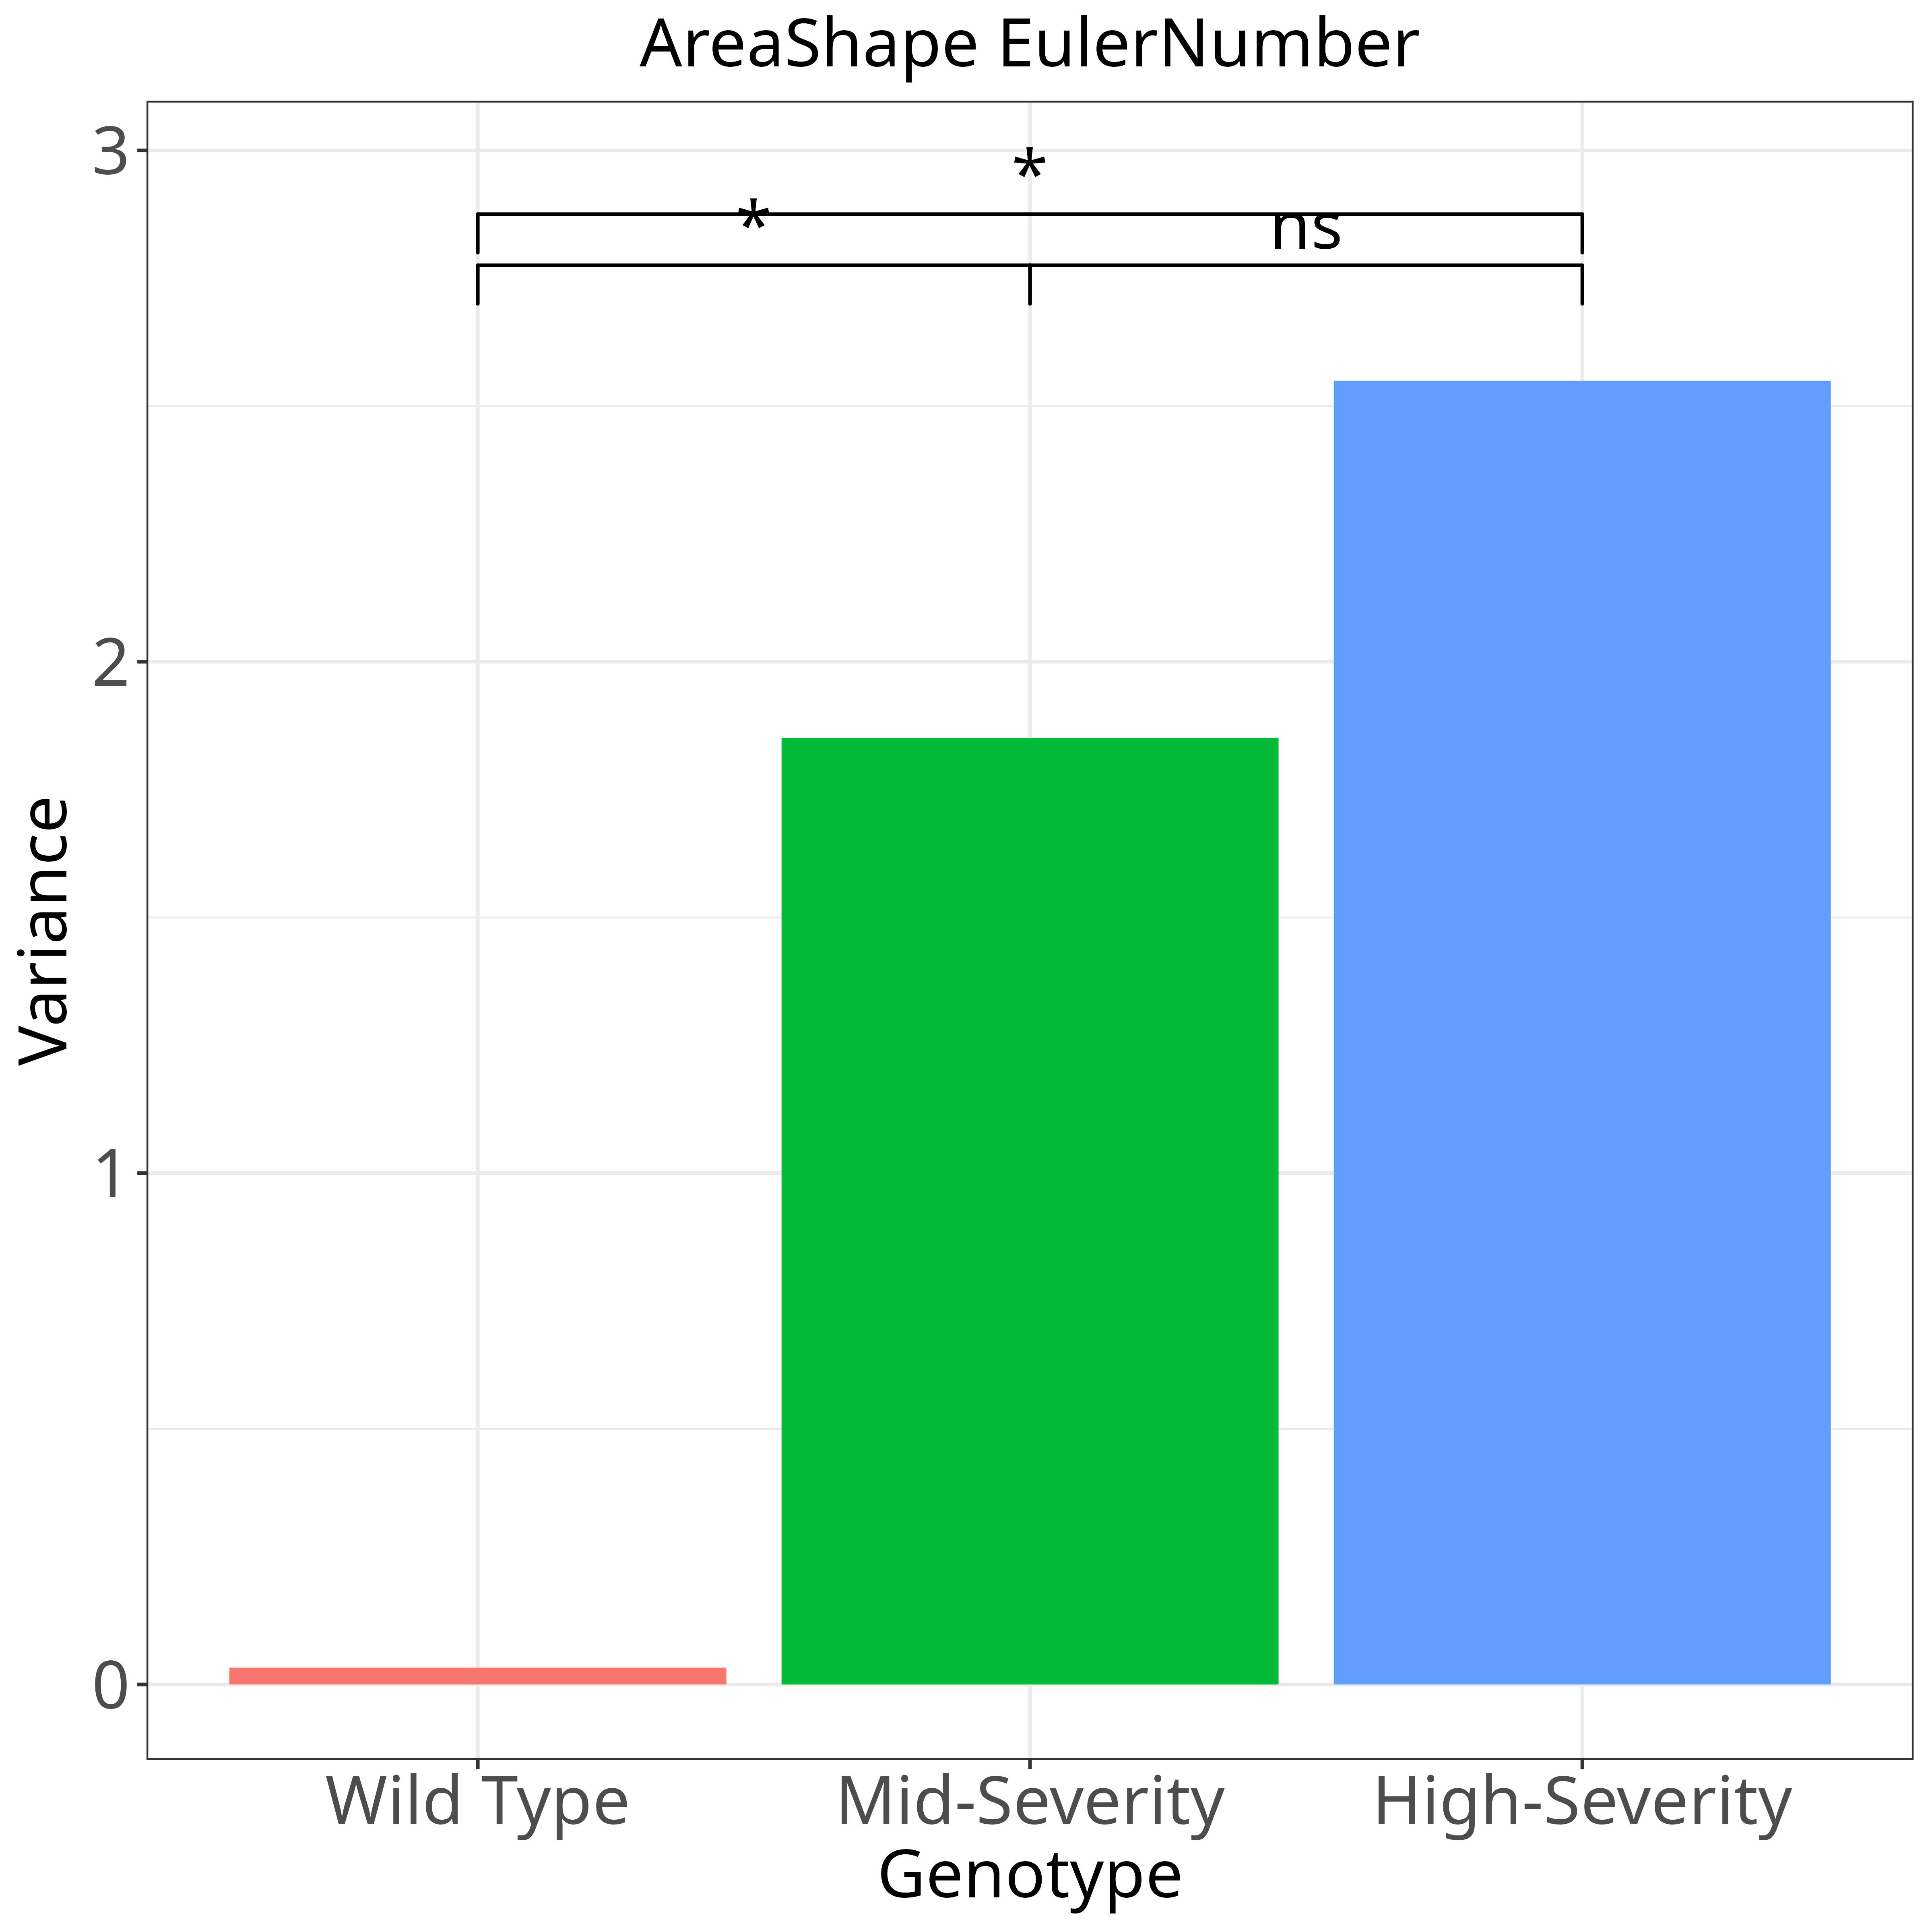 AreaShape EulerNumber
3
*
*
ns
2
1
0
Variance
Wild Type
Mid-Severity
High-Severity
Genotype